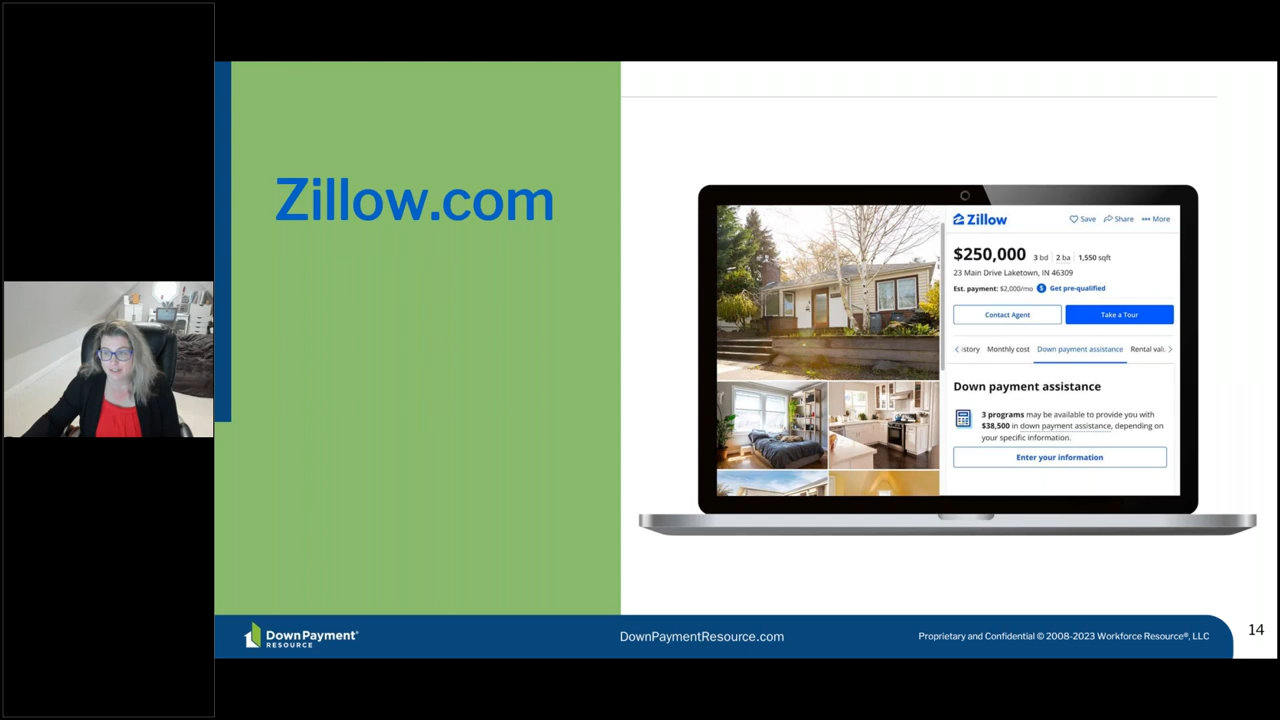 Zillow.com
Zillow
Save
Share
More
$250,000 3 bd 2 ba 1,550 sqft
23 Main Drive Laketown, IN 46309
Est. payment: $2,000/mo $ Get pre-qualified
Contact Agent
Take a Tour
istory Monthly cost Down payment assistance Rental valu
Down payment assistance
3 programs may be available to provide you with
$38,500 in down payment assistance, depending on
your specific information.
Enter your information
DownPayment®
RESOURCE
DownPaymentResource.com
Proprietary and Confidential © 2008-2023 Workforce Resource®, LLC
14